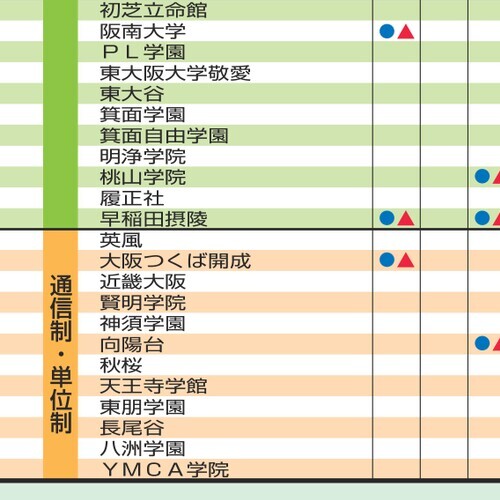 初芝立命館
阪南大学
ＰＬ学園
東大阪大学敬愛
東大谷
箕面学園
箕面自由学園
明浄学院
桃山学院
履正社
早稲田摂陵
通信制・単位制
英風
大阪つくば開成
近畿大阪
賢明学院
神須学園
向陽台
秋桜
天王寺学館
東朋学園
長尾谷
八洲学園
ＹＭＣＡ学院